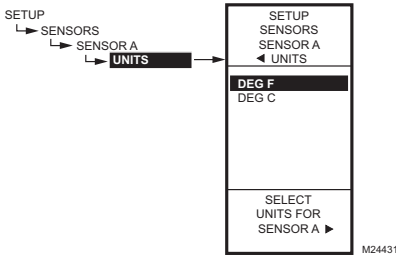 SETUP
SENSORS
SENSOR A
UNITS
SETUP
SENSORS
SENSOR A
◀ UNITS
DEG F
DEG C
SELECT
UNITS FOR
SENSOR A ▶
M24431